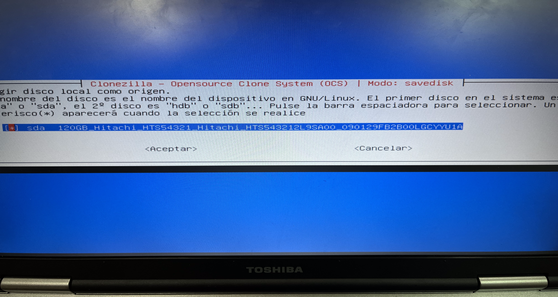 Clonezilla - Opensource Clone System (OCS) | Modo: savedisk
gir disco local como origen.
nombre del disco es el nombre del dispositivo en GNU/Linux. El primer disco en el sistema es
a" o "sda", el 2º disco es "hdb" o "sdb"... Pulse la barra espaciadora para seleccionar. Un
erisco(*) aparecerá cuando la selección se realice
[*] sda 120GB_Hitachi_HTS54321_Hitachi_HTS543212L9SA00_090129FB2B00LGCYYU1A
<Aceptar> <Cancelar>
TOSHIBA